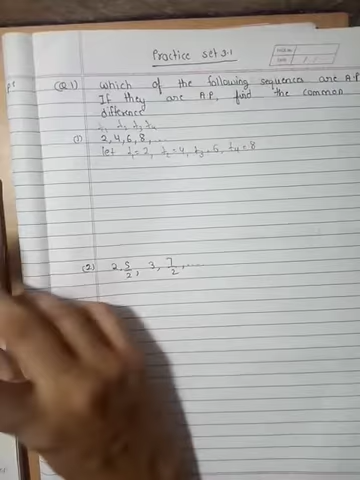 Practice set 3.1
Q.1) which of the following sequences are A.P.
If they are A.P. find the common
difference
t₁, t₂, t₃, t₄
(1) 2, 4, 6, 8, ...
let t₁ = 2, t₂ = 4, t₃ = 6, t₄ = 8
(2) 2, 5/2, 3, 7/2, ....